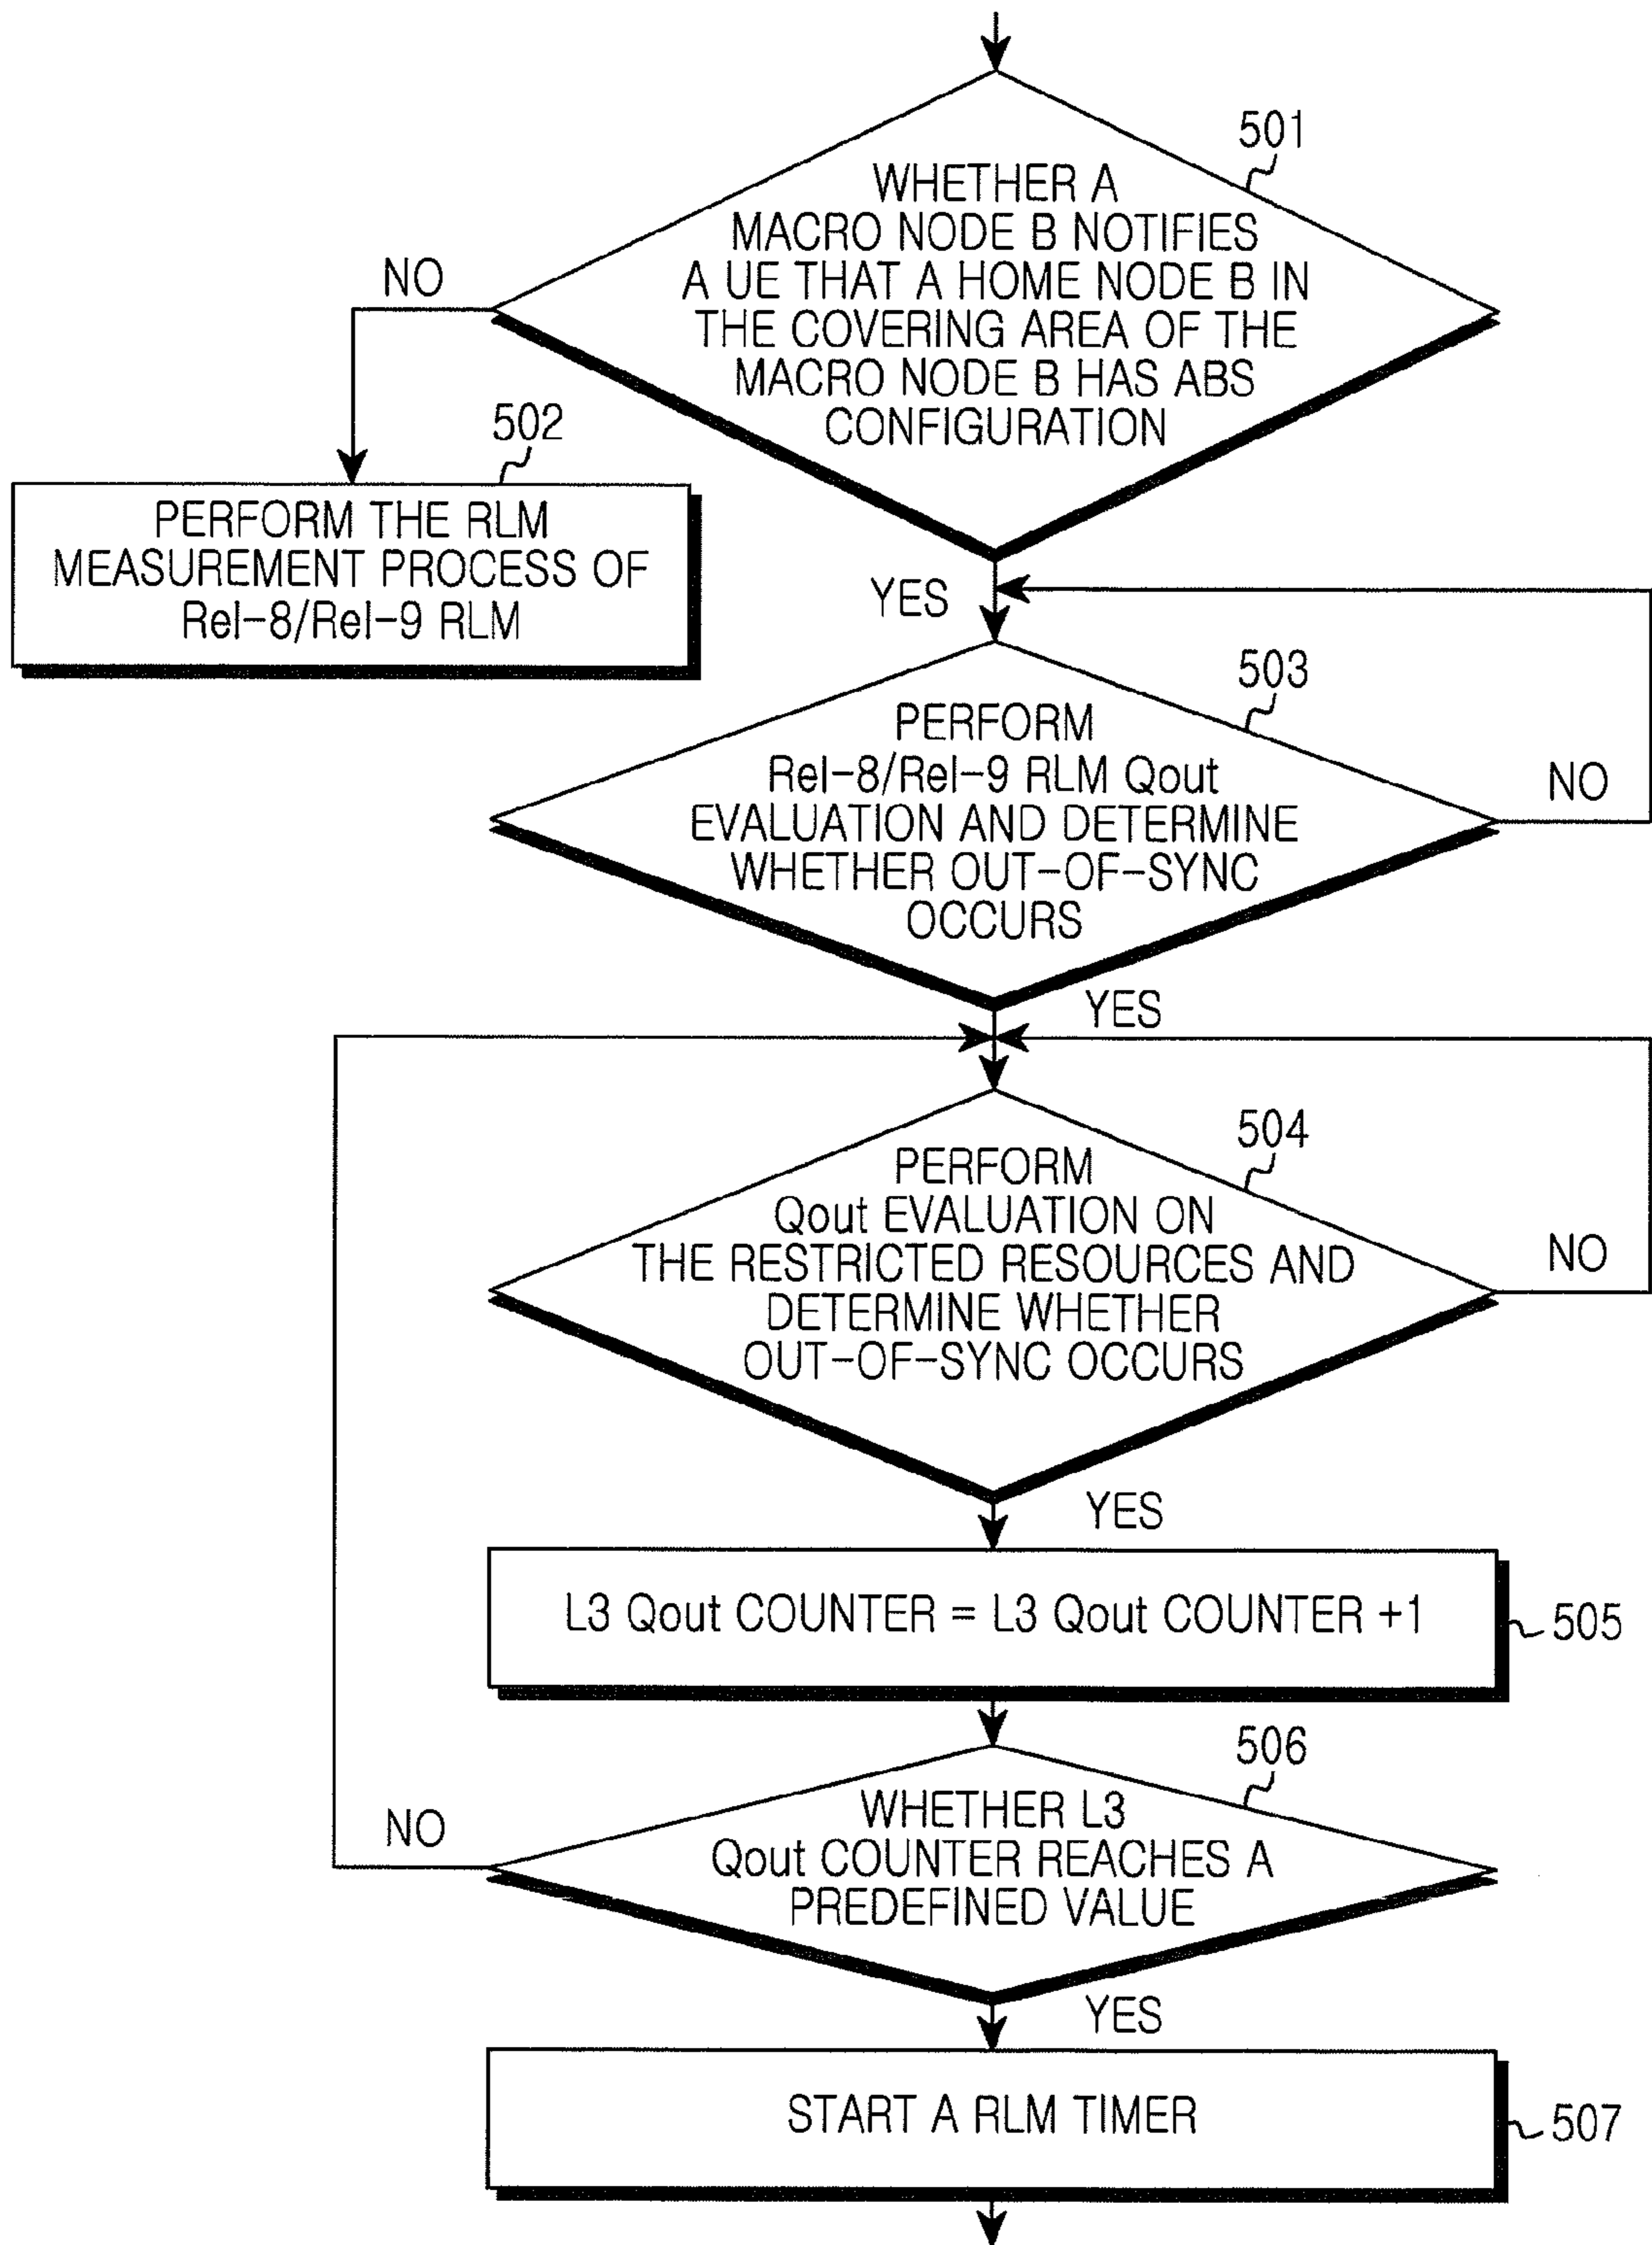 501
WHETHER A
MACRO NODE B NOTIFIES
A UE THAT A HOME NODE B IN
THE COVERING AREA OF THE
MACRO NODE B HAS ABS
CONFIGURATION
NO
502
PERFORM THE RLM
MEASUREMENT PROCESS OF
Rel-8/Rel-9 RLM
YES
503
PERFORM
Rel-8/Rel-9 RLM Qout
EVALUATION AND DETERMINE
WHETHER OUT-OF-SYNC
OCCURS
NO
YES
504
PERFORM
Qout EVALUATION ON
THE RESTRICTED RESOURCES AND
DETERMINE WHETHER
OUT-OF-SYNC OCCURS
NO
YES
L3 Qout COUNTER = L3 Qout COUNTER +1
505
506
WHETHER L3
Qout COUNTER REACHES A
PREDEFINED VALUE
NO
YES
START A RLM TIMER
507